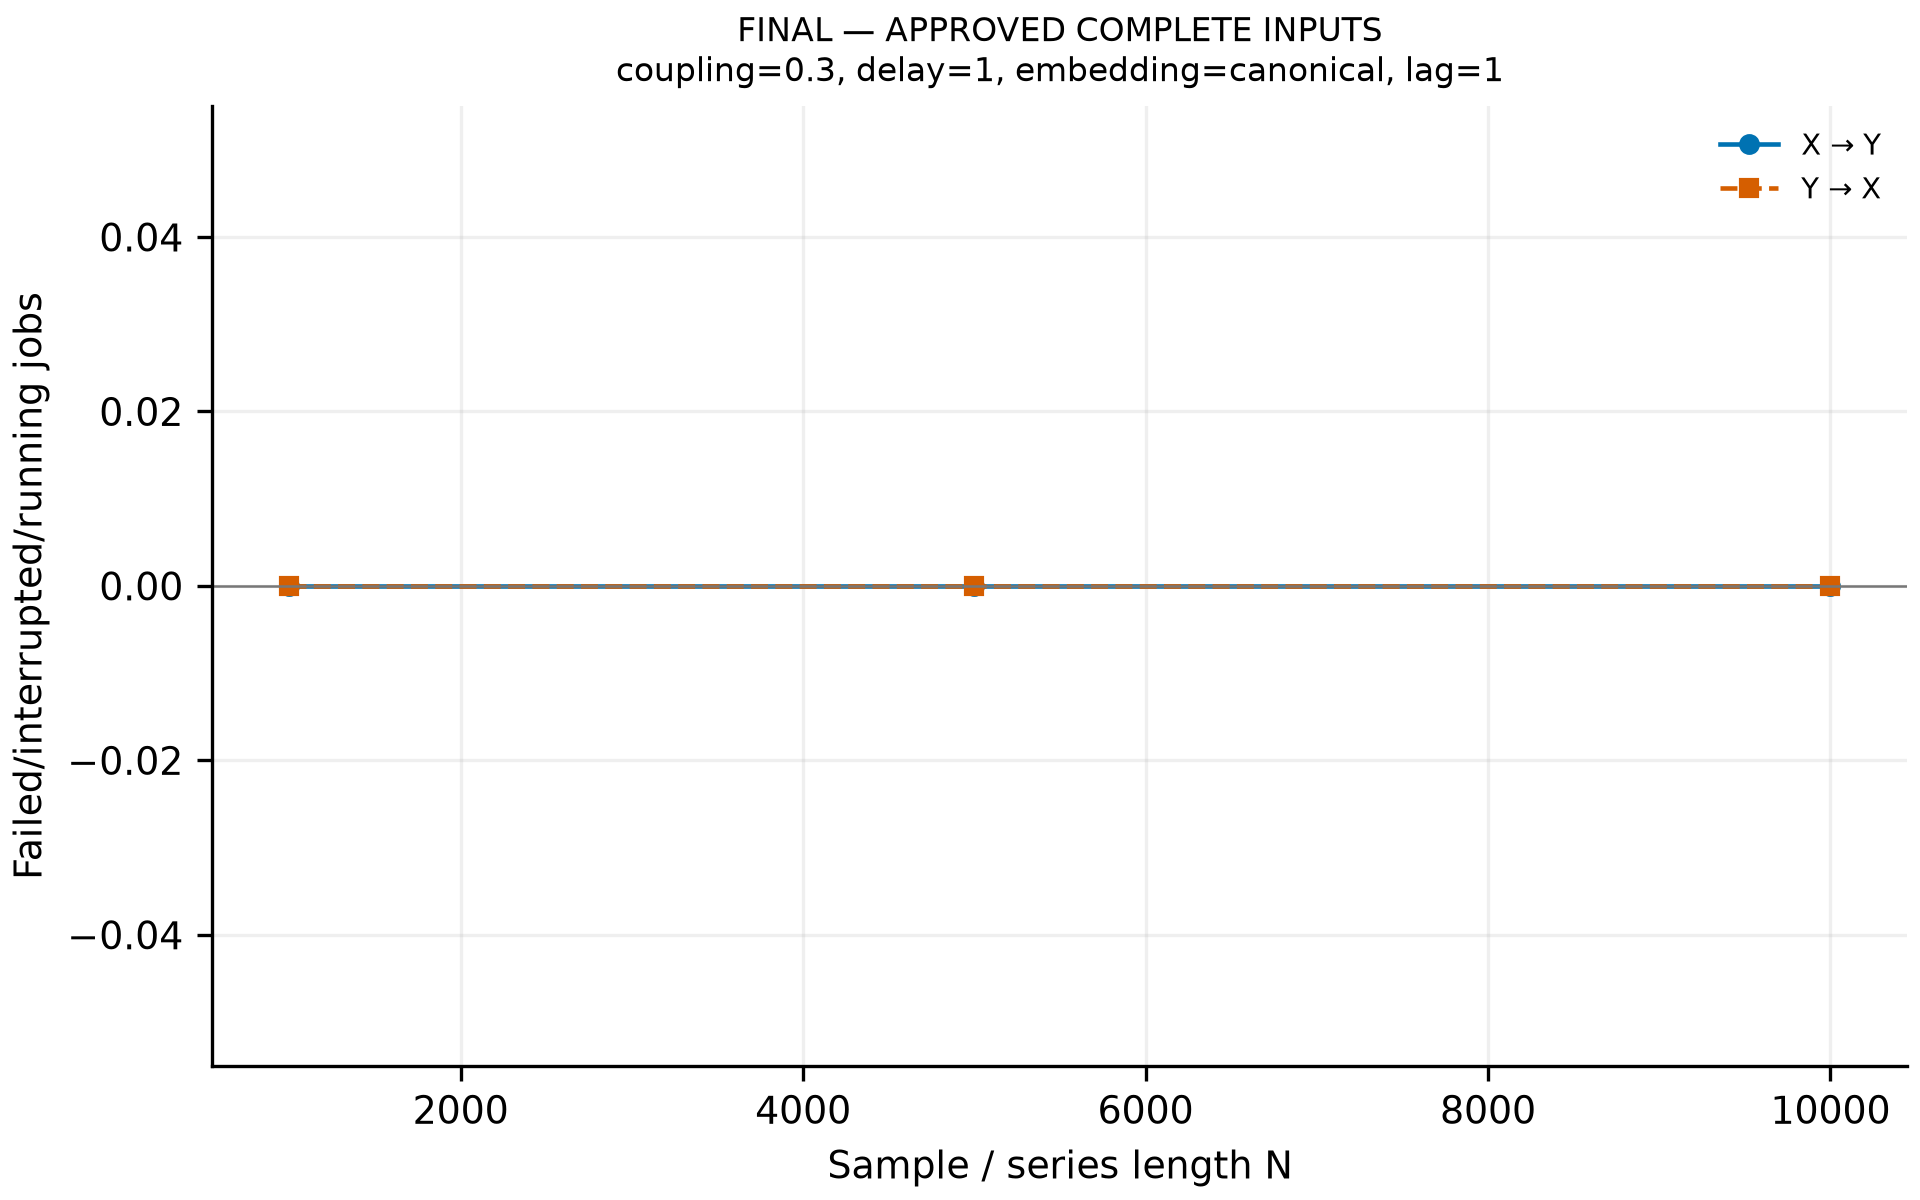 FINAL — APPROVED COMPLETE INPUTS
coupling=0.3, delay=1, embedding=canonical, lag=1
X → Y
Y → X
Failed/interrupted/running jobs
0.04
0.02
0.00
−0.02
−0.04
2000 4000 6000 8000 10000
Sample / series length N